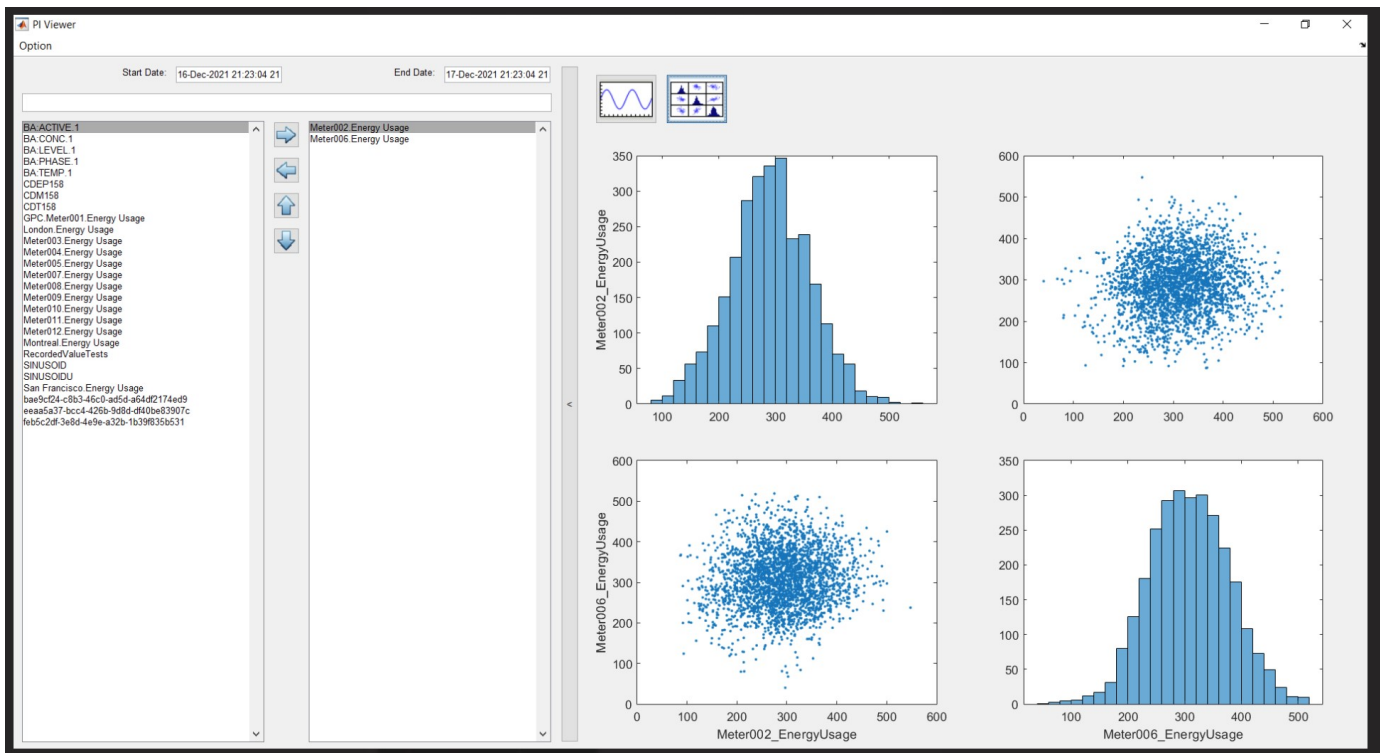 PI Viewer
Option
Start Date: 16-Dec-2021 21:23:04 21
End Date: 17-Dec-2021 21:23:04 21
BA:ACTIVE.1
BA:CONC.1
BA:LEVEL.1
BA:PHASE.1
BA:TEMP.1
CDEP158
CDM158
CDT158
GPC.Meter001.Energy Usage
London.Energy Usage
Meter003.Energy Usage
Meter004.Energy Usage
Meter005.Energy Usage
Meter007.Energy Usage
Meter008.Energy Usage
Meter009.Energy Usage
Meter010.Energy Usage
Meter011.Energy Usage
Meter012.Energy Usage
Montreal.Energy Usage
RecordedValueTests
SINUSOID
SINUSOIDU
San Francisco.Energy Usage
bae9cf24-c8b3-46c0-ad5d-a64df2174ed9
eeaa5a37-bcc4-426b-9d8d-df40be83907c
feb5c2df-3e8d-4e9e-a32b-1b39f835b531
Meter002.Energy Usage
Meter006.Energy Usage
<
Meter002_EnergyUsage
350
300
250
200
150
100
50
0
100 200 300 400 500
600
500
400
300
200
100
0
0 100 200 300 400 500 600
Meter006_EnergyUsage
600
500
400
300
200
100
0
0 100 200 300 400 500 600
Meter002_EnergyUsage
350
300
250
200
150
100
50
0
100 200 300 400 500
Meter006_EnergyUsage